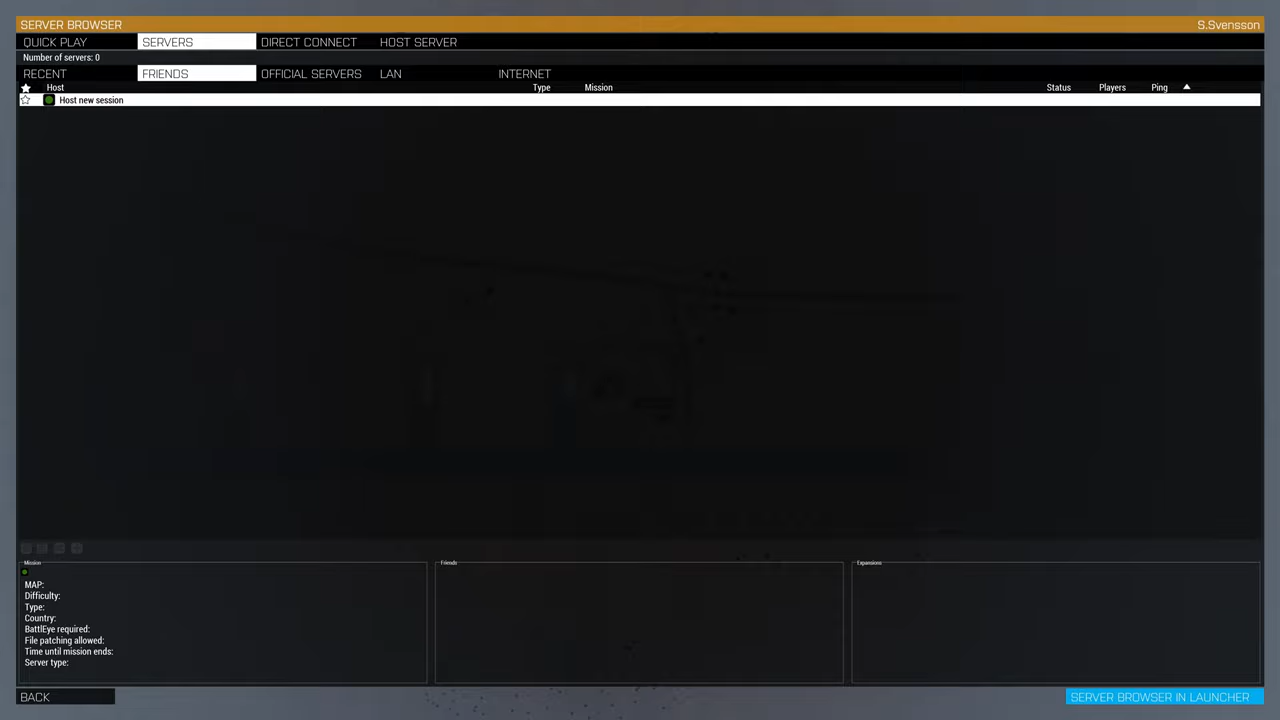 SERVER BROWSER S.Svensson
QUICK PLAY SERVERS DIRECT CONNECT HOST SERVER
Number of servers: 0
RECENT FRIENDS OFFICIAL SERVERS LAN INTERNET
Host Type Mission Status Players Ping
Host new session
Mission Friends Expansions
MAP:
Difficulty:
Type:
Country:
BattlEye required:
File patching allowed:
Time until mission ends:
Server type:
BACK SERVER BROWSER IN LAUNCHER